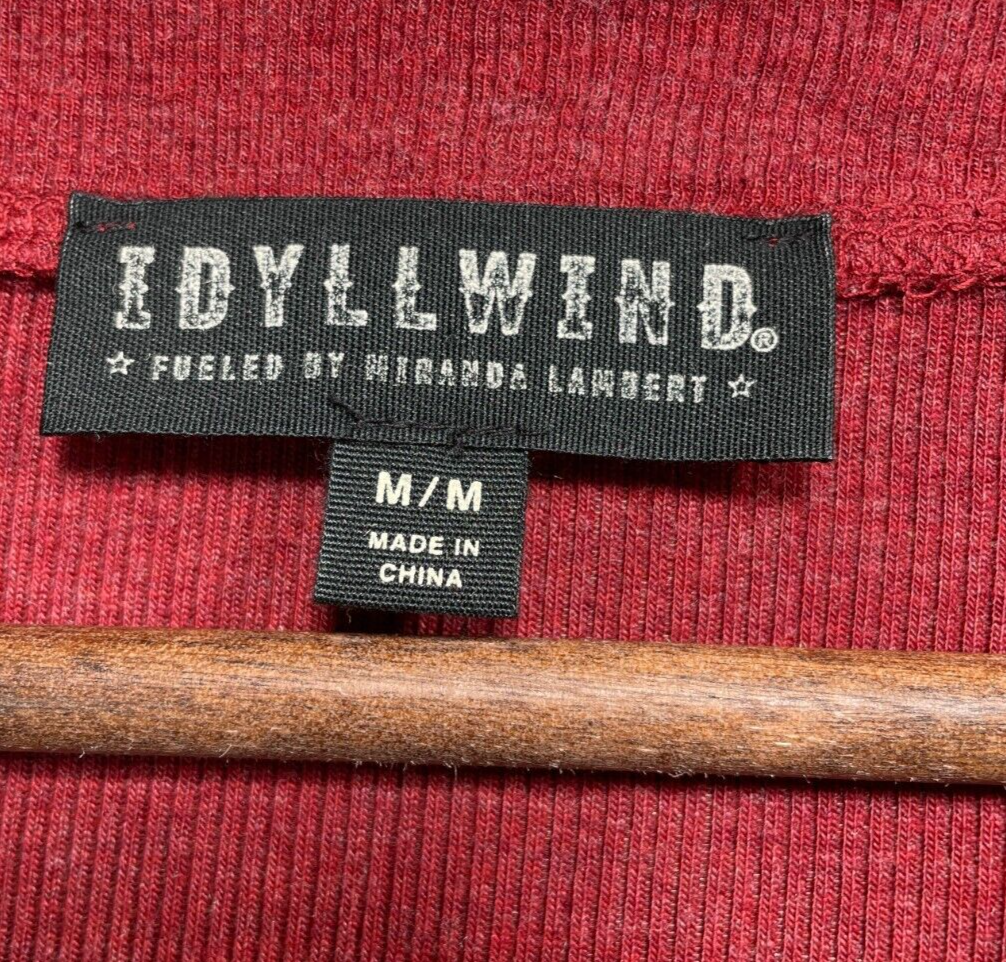 IDYLLWIND®
☆ FUELED BY MIRANDA LAMBERT ☆
M/M
MADE IN
CHINA